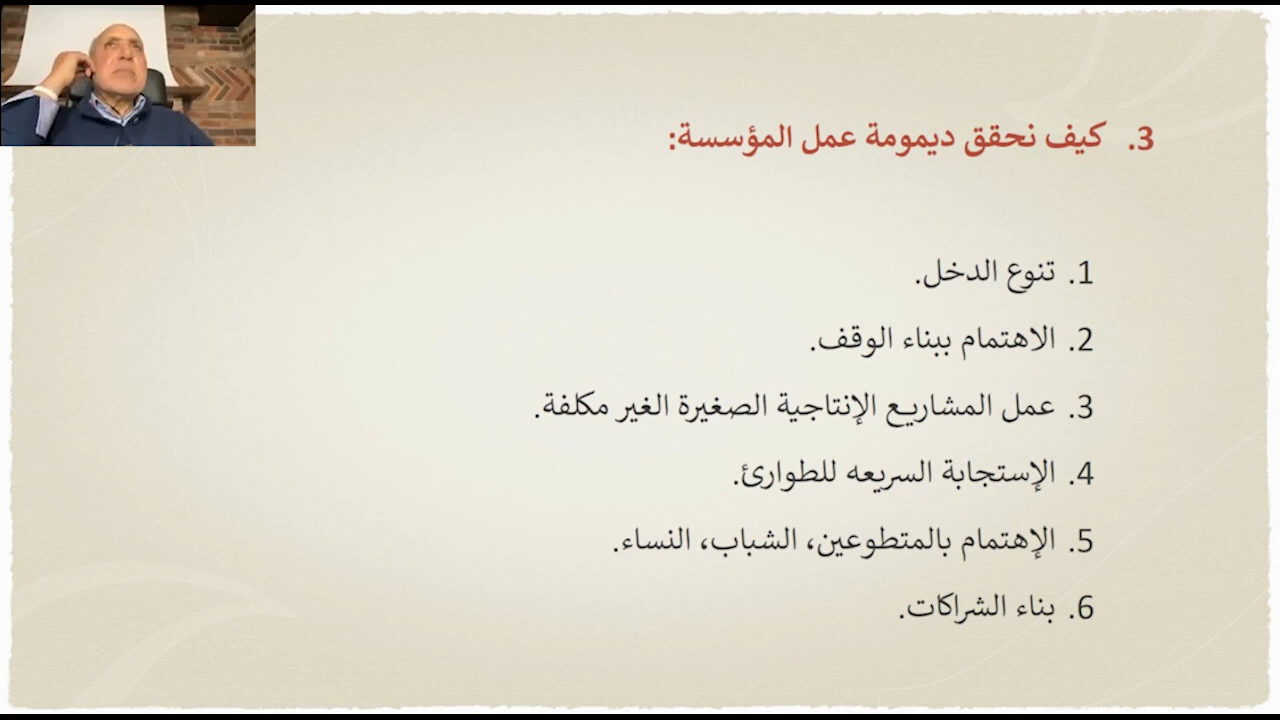 3. كيف نحقق ديمومة عمل المؤسسة:
1. تنوع الدخل.
2. الاهتمام ببناء الوقف.
3. عمل المشاريع الإنتاجية الصغيرة الغير مكلفة.
4. الإستجابة السريعه للطوارئ.
5. الإهتمام بالمتطوعين، الشباب، النساء.
6. بناء الشراكات.